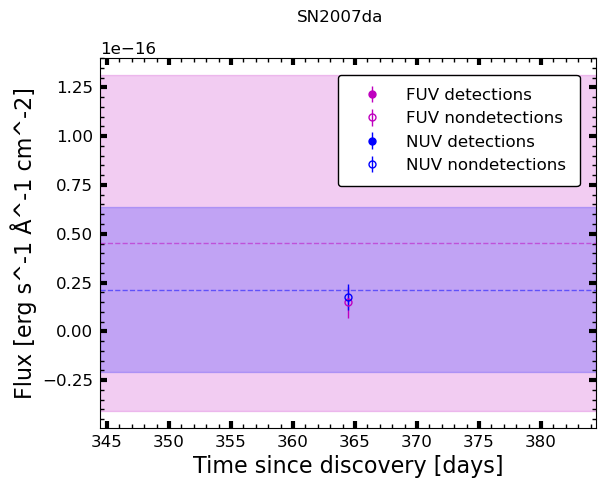 SN2007da
1e−16
1.25
1.00
0.75
0.50
0.25
0.00
−0.25
Flux [erg s^-1 Å^-1 cm^-2]
FUV detections
FUV nondetections
NUV detections
NUV nondetections
345 350 355 360 365 370 375 380
Time since discovery [days]